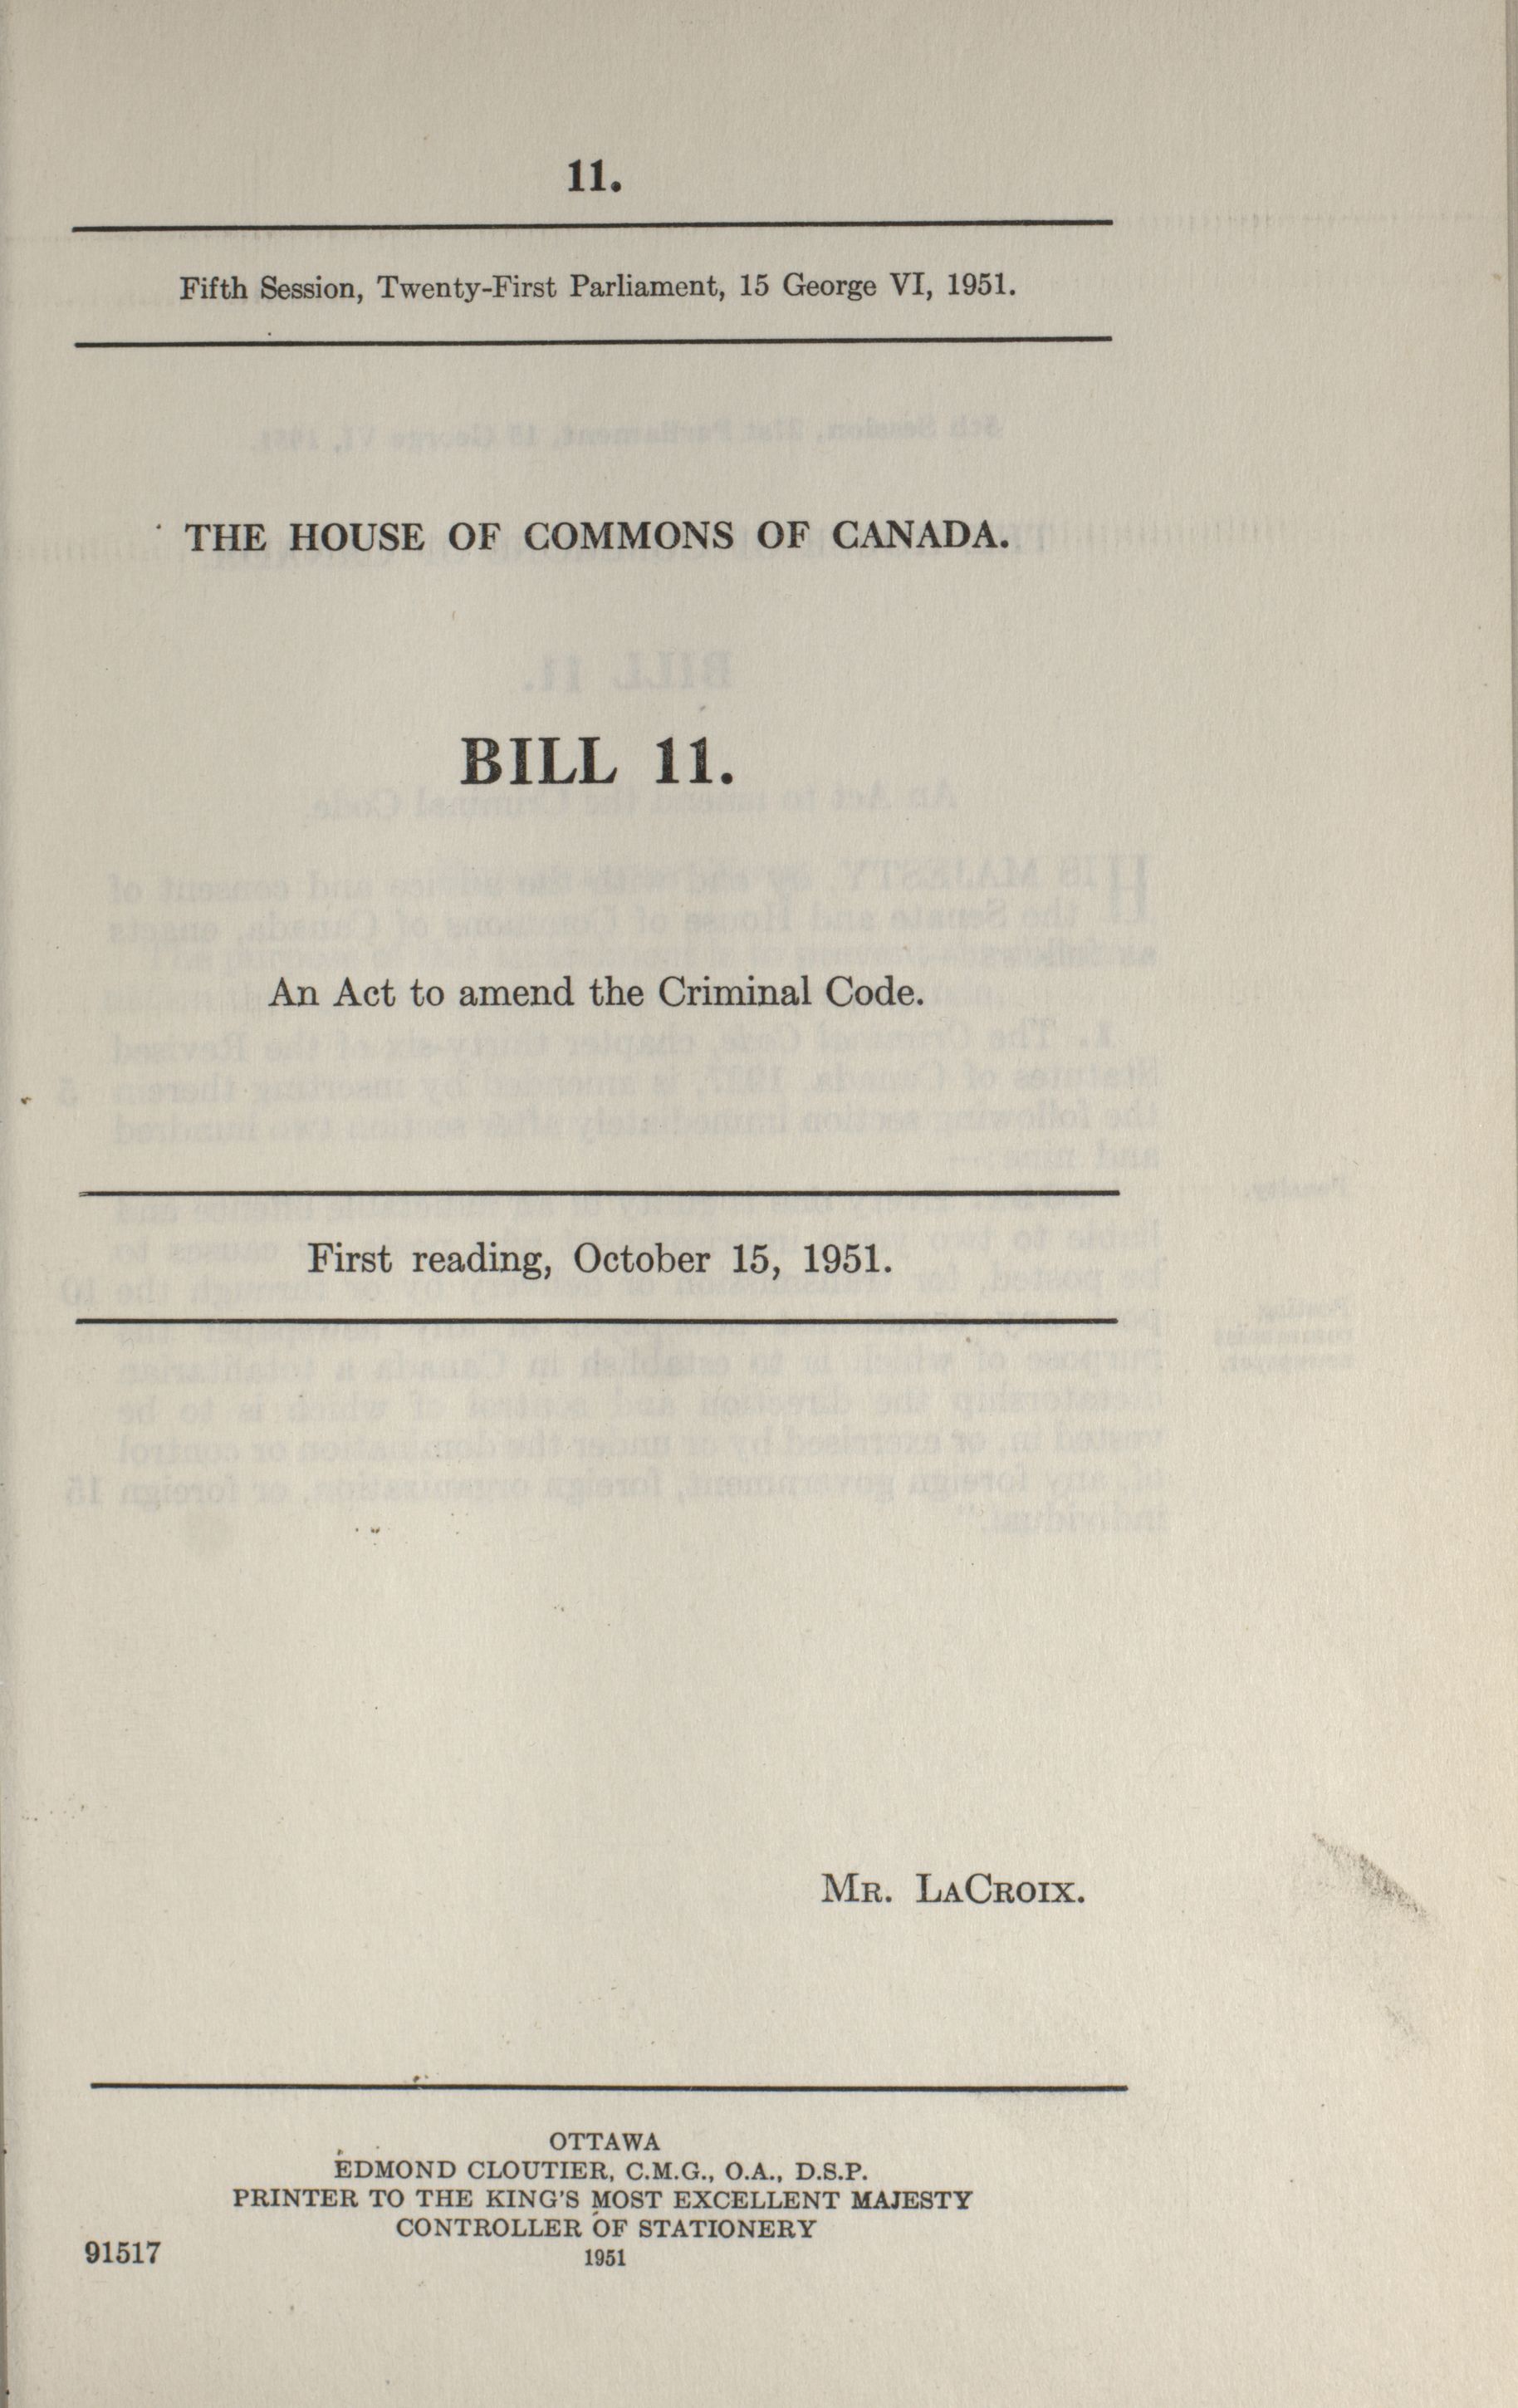 11.
Fifth Session, Twenty-First Parliament, 15 George VI, 1951.
THE HOUSE OF COMMONS OF CANADA.
BILL 11.
An Act to amend the Criminal Code.
First reading, October 15, 1951.
MR. LACROIX.
OTTAWA
EDMOND CLOUTIER, C.M.G., O.A., D.S.P.
PRINTER TO THE KING'S MOST EXCELLENT MAJESTY
CONTROLLER OF STATIONERY
91517 1951